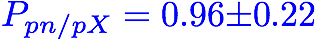 P_{pn/pX} = 0.96±0.22